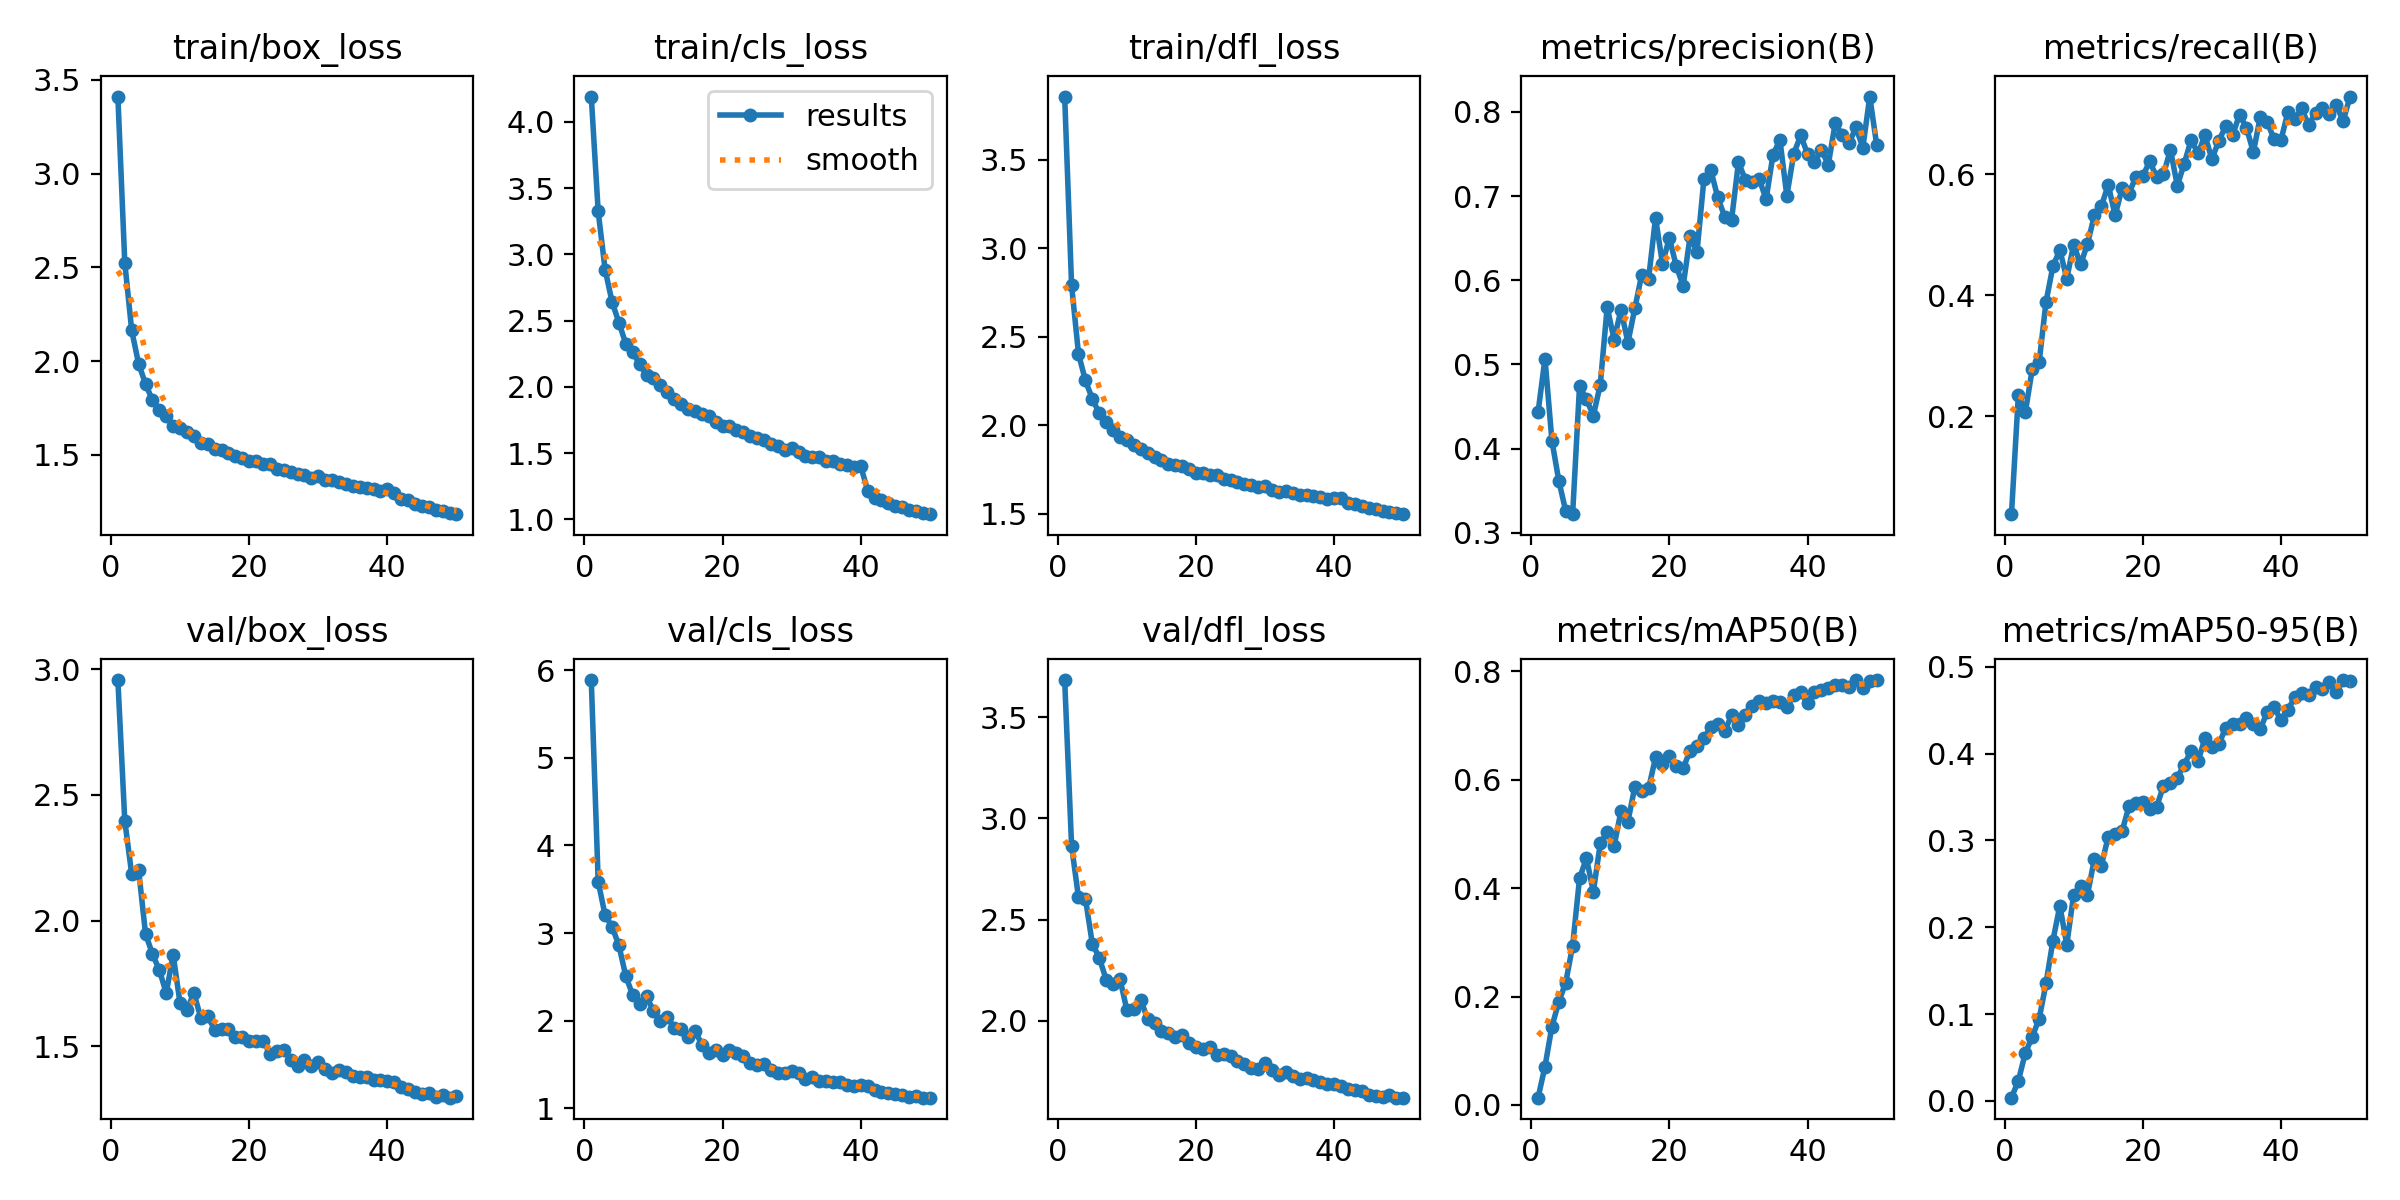 train/box_loss
3.5
3.0
2.5
2.0
1.5
0 20 40
train/cls_loss
results
smooth
4.0
3.5
3.0
2.5
2.0
1.5
1.0
0 20 40
train/dfl_loss
3.5
3.0
2.5
2.0
1.5
0 20 40
metrics/precision(B)
0.8
0.7
0.6
0.5
0.4
0.3
0 20 40
metrics/recall(B)
0.6
0.4
0.2
0 20 40
val/box_loss
3.0
2.5
2.0
1.5
0 20 40
val/cls_loss
6
5
4
3
2
1
0 20 40
val/dfl_loss
3.5
3.0
2.5
2.0
0 20 40
metrics/mAP50(B)
0.8
0.6
0.4
0.2
0.0
0 20 40
metrics/mAP50-95(B)
0.5
0.4
0.3
0.2
0.1
0.0
0 20 40